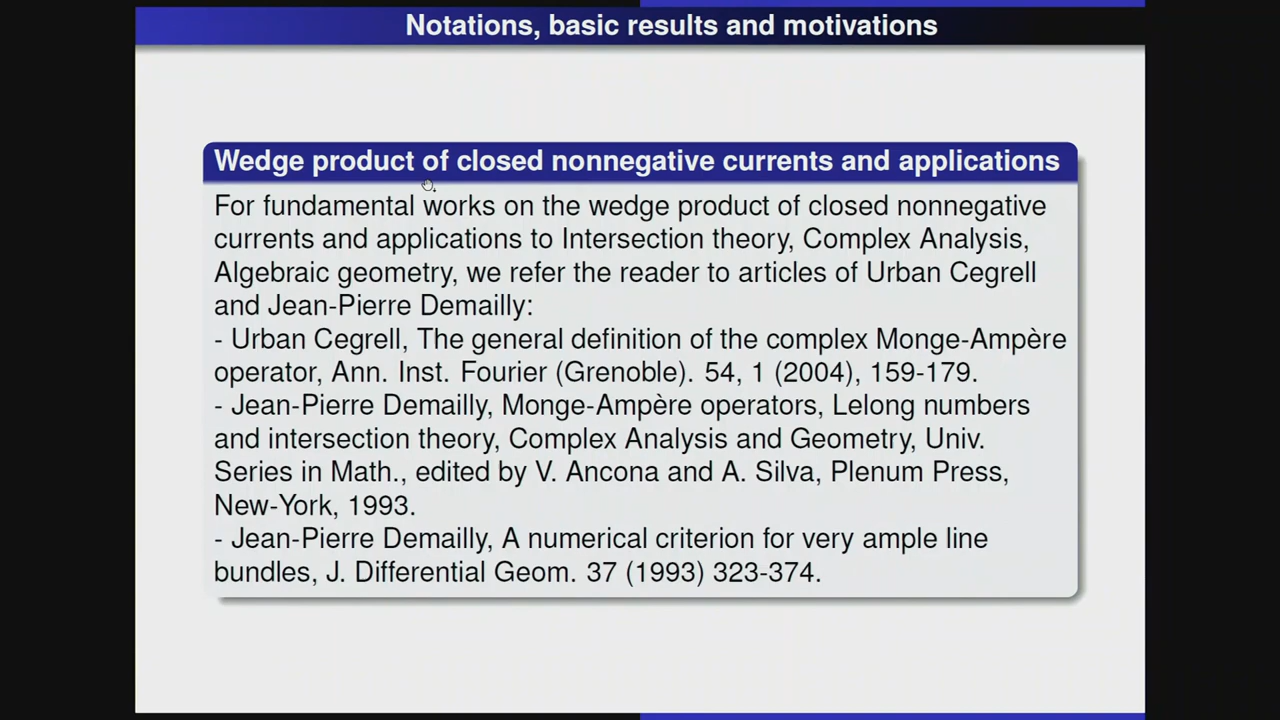 Notations, basic results and motivations
Wedge product of closed nonnegative currents and applications
For fundamental works on the wedge product of closed nonnegative
currents and applications to Intersection theory, Complex Analysis,
Algebraic geometry, we refer the reader to articles of Urban Cegrell
and Jean-Pierre Demailly:
- Urban Cegrell, The general definition of the complex Monge-Ampère
operator, Ann. Inst. Fourier (Grenoble). 54, 1 (2004), 159-179.
- Jean-Pierre Demailly, Monge-Ampère operators, Lelong numbers
and intersection theory, Complex Analysis and Geometry, Univ.
Series in Math., edited by V. Ancona and A. Silva, Plenum Press,
New-York, 1993.
- Jean-Pierre Demailly, A numerical criterion for very ample line
bundles, J. Differential Geom. 37 (1993) 323-374.